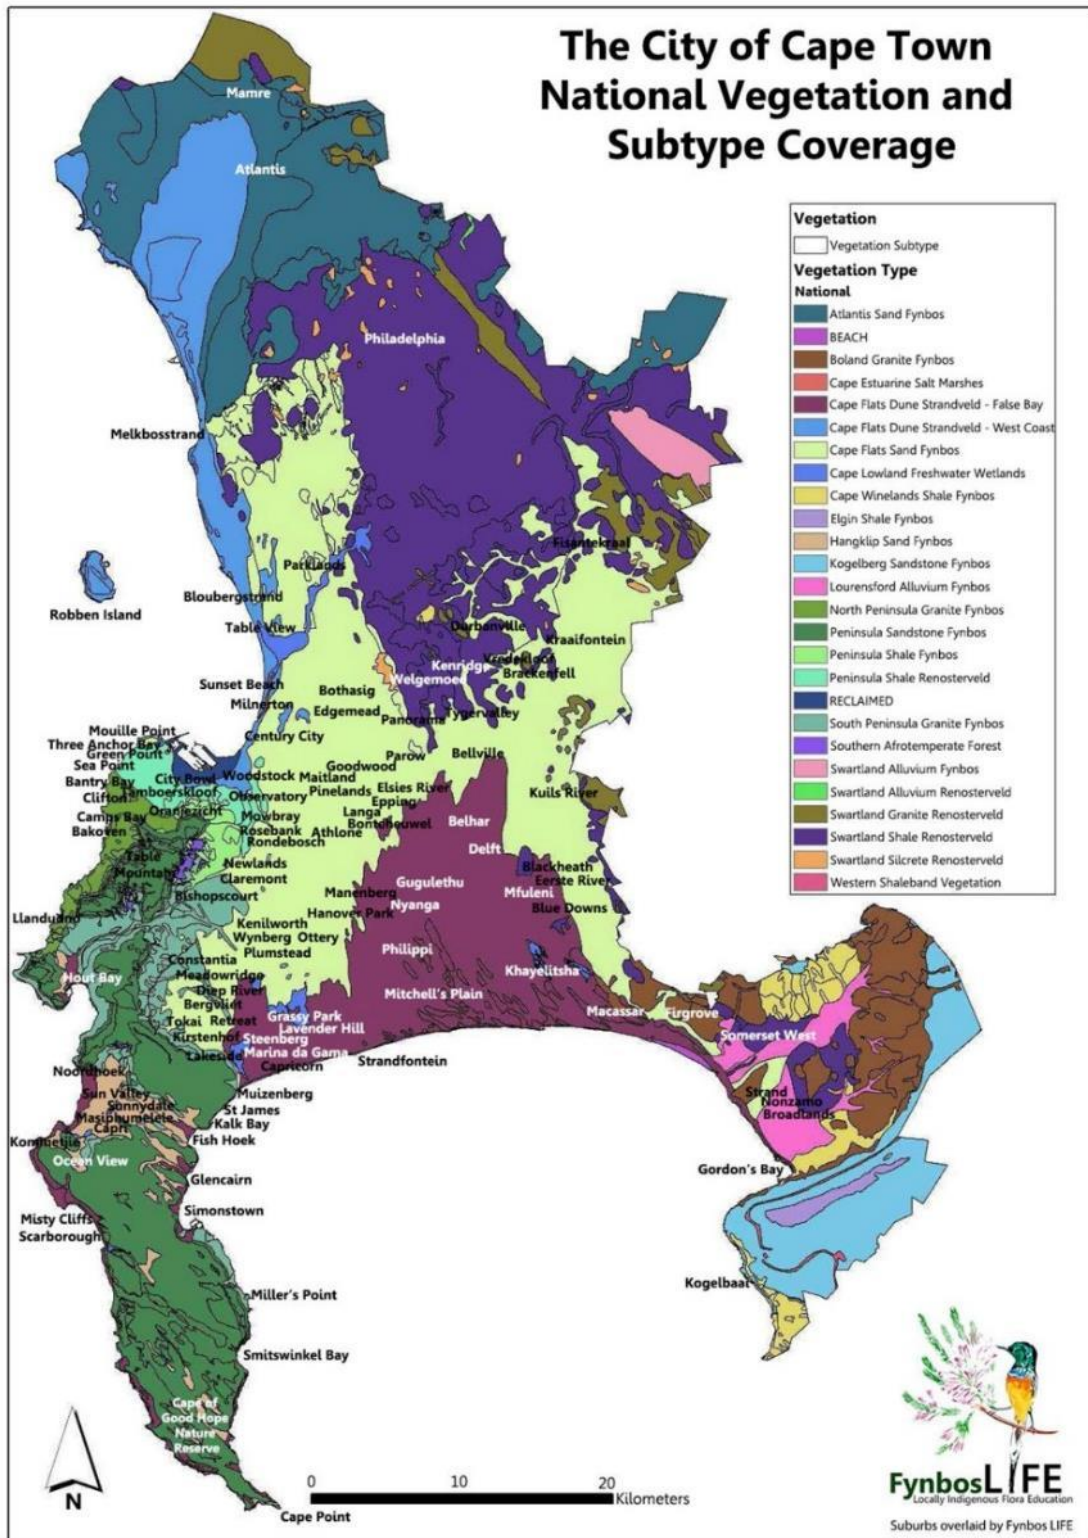 The City of Cape Town
National Vegetation and
Subtype Coverage
Vegetation
Vegetation Subtype
Vegetation Type
National
Atlantis Sand Fynbos
BEACH
Boland Granite Fynbos
Cape Estuarine Salt Marshes
Cape Flats Dune Strandveld - False Bay
Cape Flats Dune Strandveld - West Coast
Cape Flats Sand Fynbos
Cape Lowland Freshwater Wetlands
Cape Winelands Shale Fynbos
Elgin Shale Fynbos
Hangklip Sand Fynbos
Kogelberg Sandstone Fynbos
Lourensford Alluvium Fynbos
North Peninsula Granite Fynbos
Peninsula Sandstone Fynbos
Peninsula Shale Fynbos
Peninsula Shale Renosterveld
RECLAIMED
South Peninsula Granite Fynbos
Southern Afrotemperate Forest
Swartland Alluvium Fynbos
Swartland Alluvium Renosterveld
Swartland Granite Renosterveld
Swartland Shale Renosterveld
Swartland Silcrete Renosterveld
Western Shaleband Vegetation
Mamre
Atlantis
Philadelphia
Melkbosstrand
Fisantekraal
Parklands
Robben Island
Bloubergstrand
Table View
Durbanville
Kraaifontein
Vredekloof
Kenridge
Welgemoed
Brackenfell
Sunset Beach
Bothasig
Milnerton
Edgemead
Panorama
Tygervalley
Mouille Point
Century City
Three Anchor Bay
Green Point
Parow
Bellville
Sea Point
Goodwood
Bantry Bay
City Bowl
Woodstock
Maitland
Clifton
Tamboerskloof
Observatory
Pinelands
Elsies River
Kuils River
Epping
Camps Bay
Oranjezicht
Mowbray
Langa
Bakoven
Rosebank
Athlone
Bonteheuwel
Belhar
Rondebosch
Table
Mountain
Delft
Newlands
Blackheath
Claremont
Gugulethu
Eerste River
Bishopscourt
Manenberg
Nyanga
Mfuleni
Llandudno
Hanover Park
Blue Downs
Kenilworth
Wynberg
Ottery
Plumstead
Philippi
Constantia
Hout Bay
Meadowridge
Khayelitsha
Diep River
Bergvliet
Mitchell's Plain
Tokai
Retreat
Grassy Park
Macassar
Firgrove
Kirstenhof
Lavender Hill
Steenberg
Somerset West
Lakeside
Marina da Gama
Capricorn
Strandfontein
Noordhoek
Sun Valley
Muizenberg
Strand
Sunnydale
St James
Nonzamo
Masiphumelele
Broadlands
Capri
Kalk Bay
Kommetjie
Fish Hoek
Ocean View
Gordon's Bay
Glencairn
Misty Cliffs
Simonstown
Scarborough
Kogelbaai
Miller's Point
Smitswinkel Bay
Cape of
Good Hope
Nature
Reserve
N
0 10 20
Kilometers
Cape Point
FynbosLIFE
Locally Indigenous Flora Education
Suburbs overlaid by Fynbos LIFE